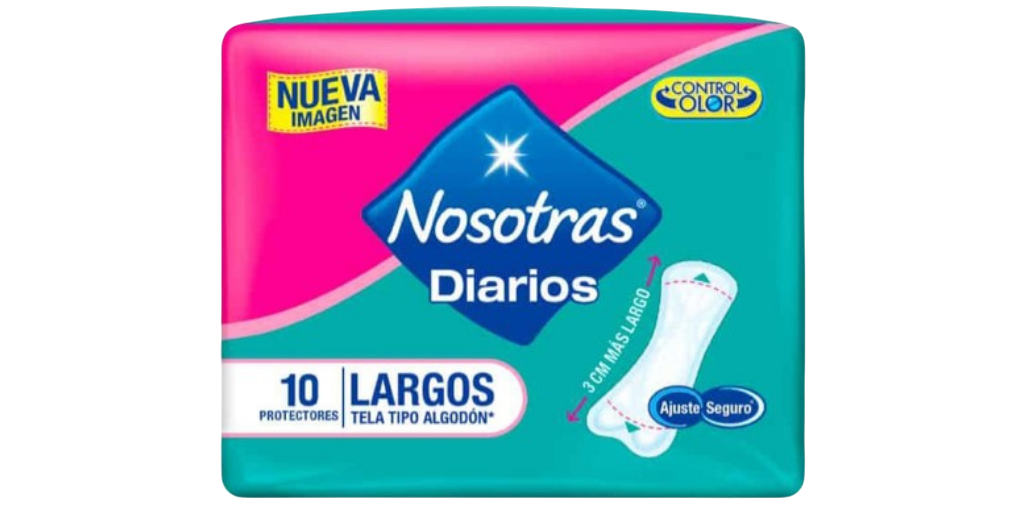 NUEVA
IMAGEN
CONTROL
OLOR
Nosotras®
Diarios
3 CM MÁS LARGO
10
PROTECTORES
LARGOS
TELA TIPO ALGODÓN*
Ajuste Seguro*